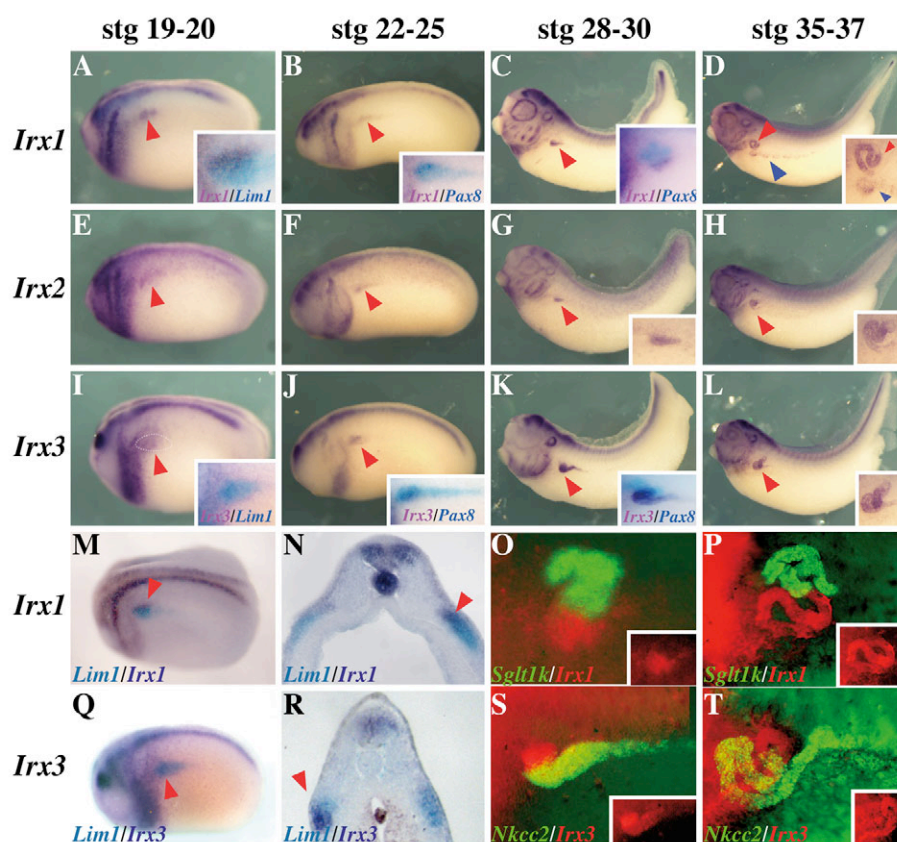 stg 19-20 stg 22-25 stg 28-30 stg 35-37
A B C D
Irx1
Irx1/Lim1 Irx1/Pax8 Irx1/Pax8
E F G H
Irx2
I J K L
Irx3
Irx3/Lim1 Irx3/Pax8 Irx3/Pax8
M N O P
Irx1
Lim1/Irx1 Lim1/Irx1 Sglt1k/Irx1 Sglt1k/Irx1
Q R S T
Irx3
Lim1/Irx3 Lim1/Irx3 Nkcc2/Irx3 Nkcc2/Irx3